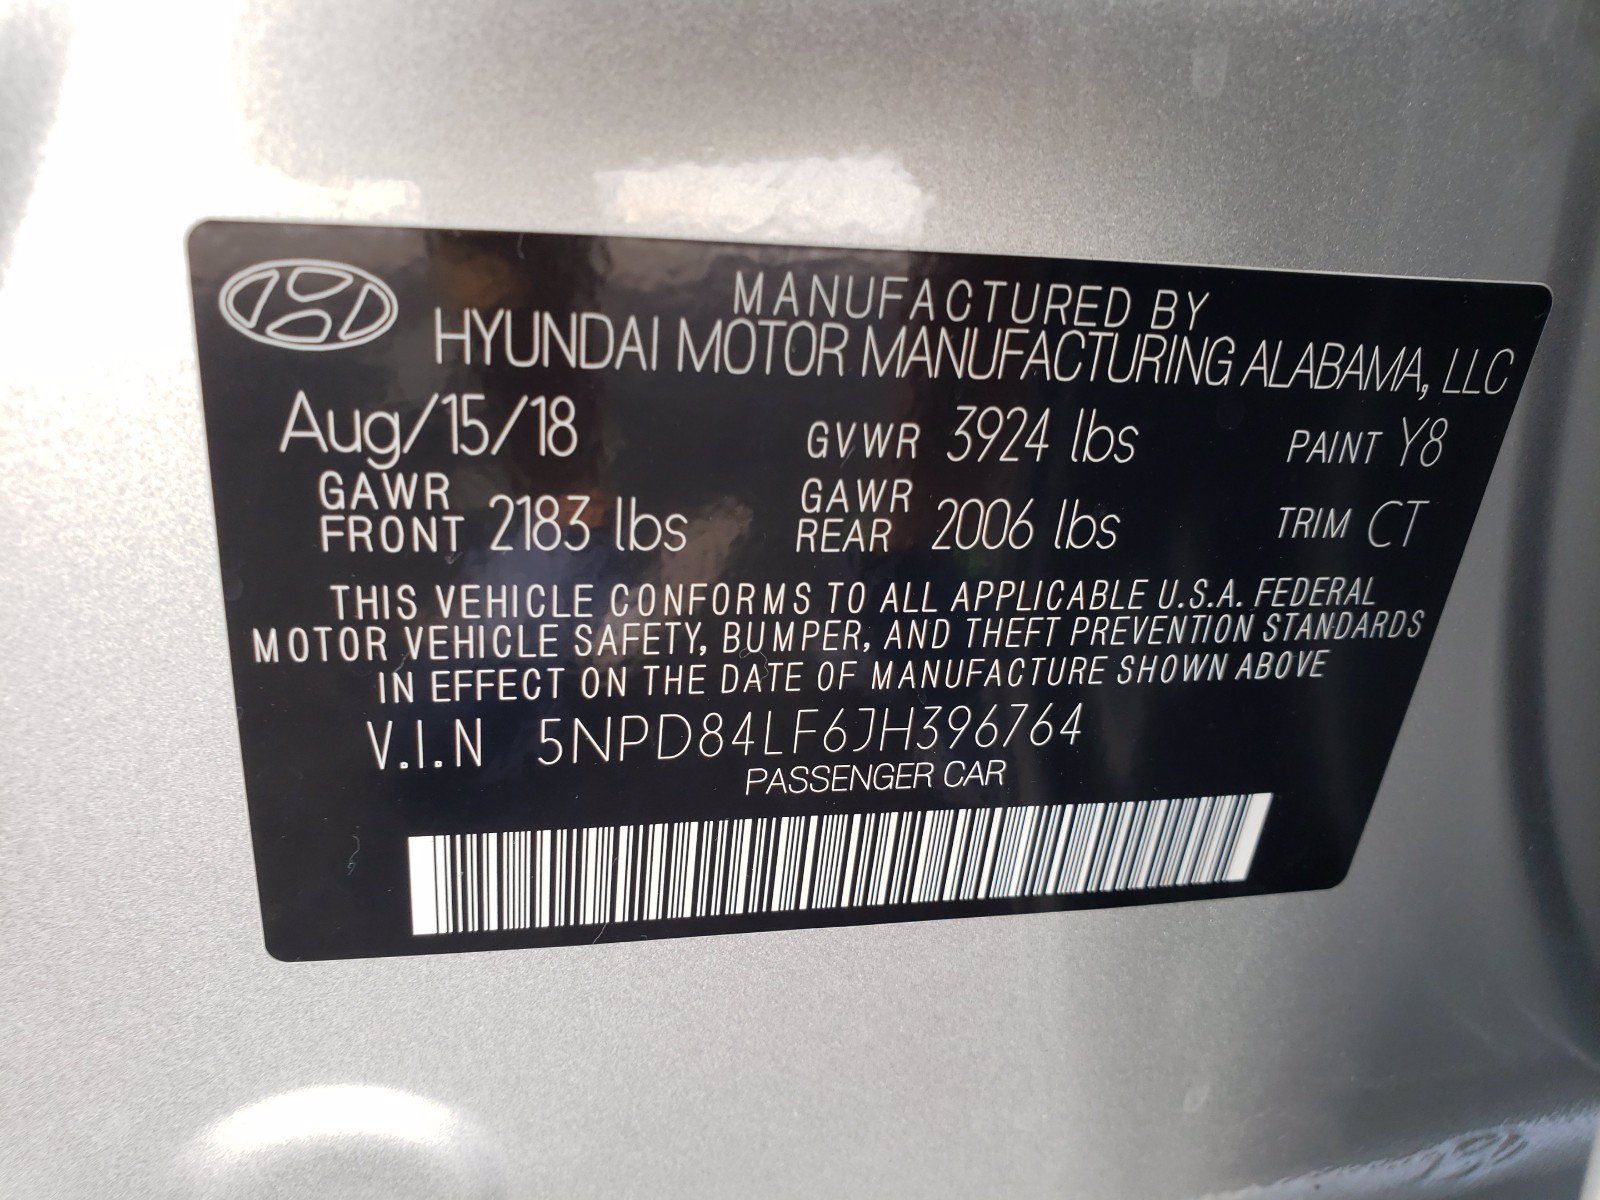 MANUFACTURED BY
HYUNDAI MOTOR MANUFACTURING ALABAMA, LLC
Aug/15/18 GVWR 3924 lbs PAINT Y8
GAWR FRONT 2183 lbs GAWR REAR 2006 lbs TRIM CT
THIS VEHICLE CONFORMS TO ALL APPLICABLE U.S.A. FEDERAL
MOTOR VEHICLE SAFETY, BUMPER, AND THEFT PREVENTION STANDARDS
IN EFFECT ON THE DATE OF MANUFACTURE SHOWN ABOVE
V.I.N 5NPD84LF6JH396764
PASSENGER CAR